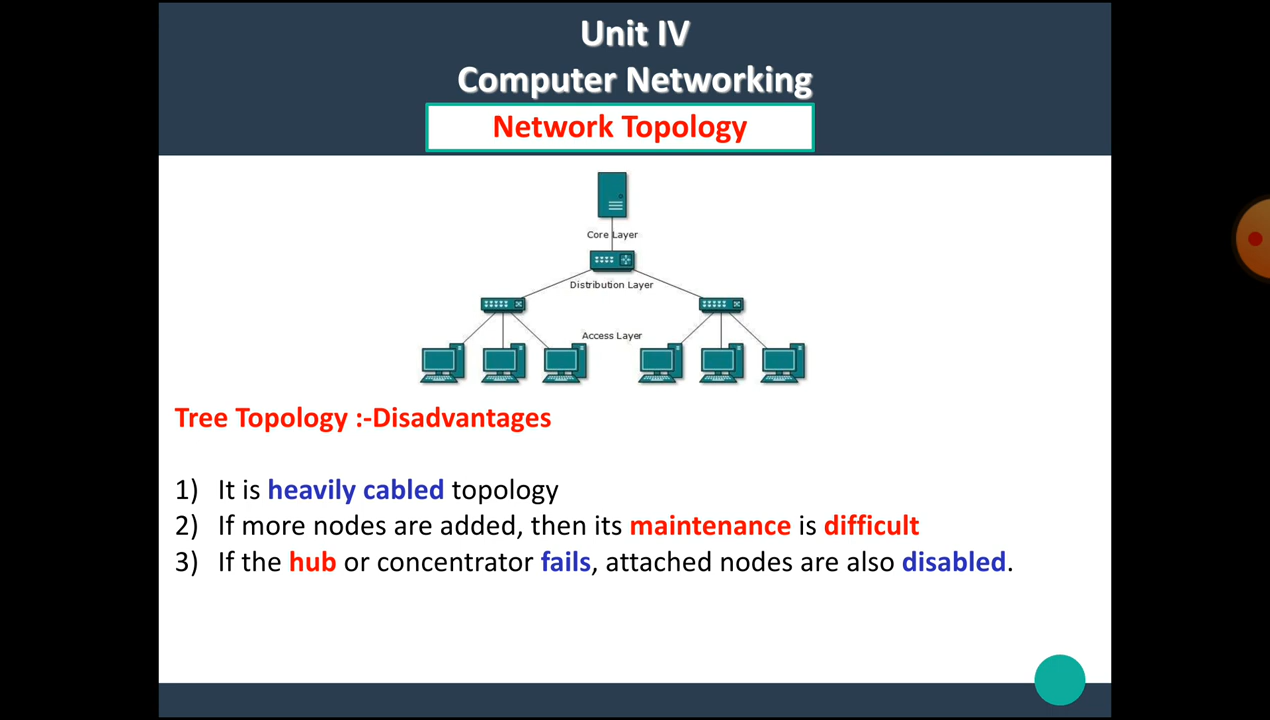 Unit IV
Computer Networking
Network Topology
Core Layer
Distribution Layer
Access Layer
Tree Topology :-Disadvantages
1) It is heavily cabled topology
2) If more nodes are added, then its maintenance is difficult
3) If the hub or concentrator fails, attached nodes are also disabled.